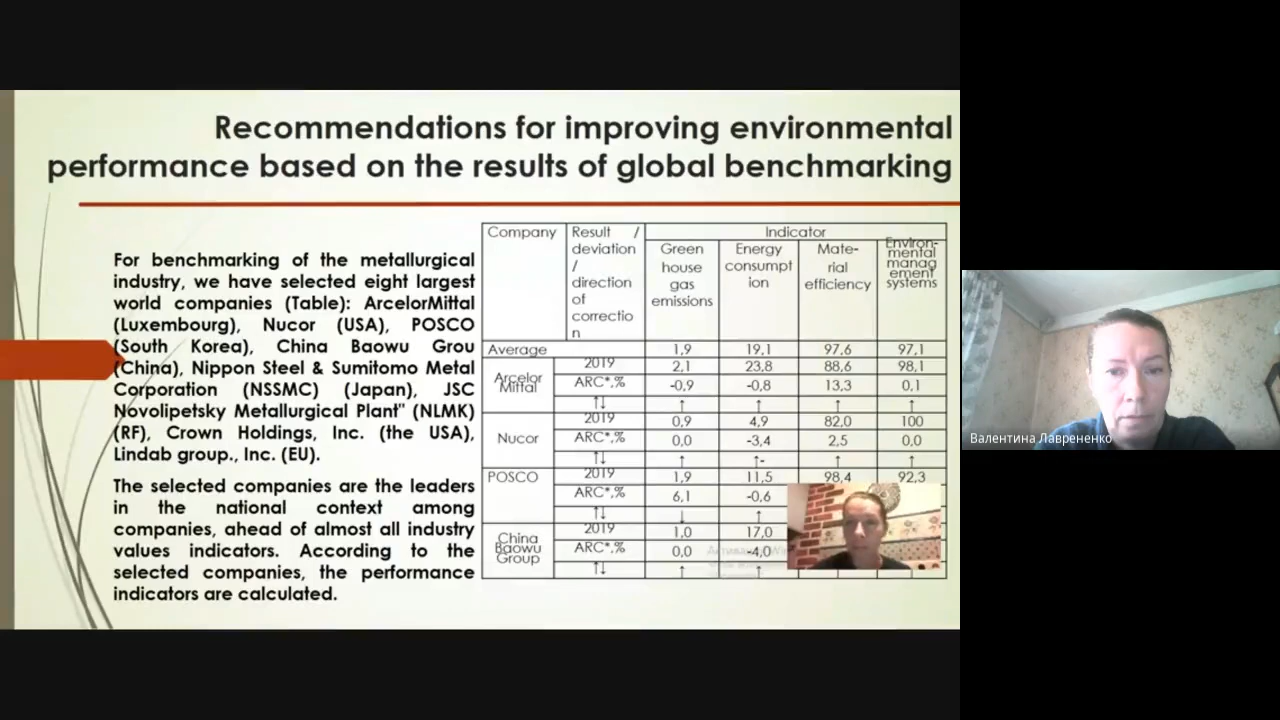 Recommendations for improving environmental
performance based on the results of global benchmarking
For benchmarking of the metallurgical
industry, we have selected eight largest
world companies (Table): ArcelorMittal
(Luxembourg), Nucor (USA), POSCO
(South Korea), China Baowu Grou
(China), Nippon Steel & Sumitomo Metal
Corporation (NSSMC) (Japan), JSC
Novolipetsky Metallurgical Plant" (NLMK)
(RF), Crown Holdings, Inc. (the USA),
Lindab group., Inc. (EU).
The selected companies are the leaders
in the national context among
companies, ahead of almost all industry
values indicators. According to the
selected companies, the performance
indicators are calculated.
Company
Result /
deviation
/
direction
of
correctio
n
Indicator
Green
house
gas
emissions
Energy
consumpt
ion
Mate-
rial
efficiency
Environ-
mental
manag
ement
systems
Average 1,9 19,1 97,6 97,1
Arcelor
Mittal
2019 2,1 23,8 88,6 98,1
ARC*,% -0,9 -0,8 13,3 0,1
↑↓ ↑ ↑ ↑ ↑
Nucor
2019 0,9 4,9 82,0 100
ARC*,% 0,0 -3,4 2,5 0,0
↑↓ ↑ ↑- ↑ ↑
POSCO
2019 1,9 11,5 98,4 92,3
ARC*,% 6,1 -0,6
↑↓ ↓ ↑
China
Baowu
Group
2019 1,0 17,0
ARC*,% 0,0 -4,0
↑↓ ↑ ↑
Валентина Лаврененко